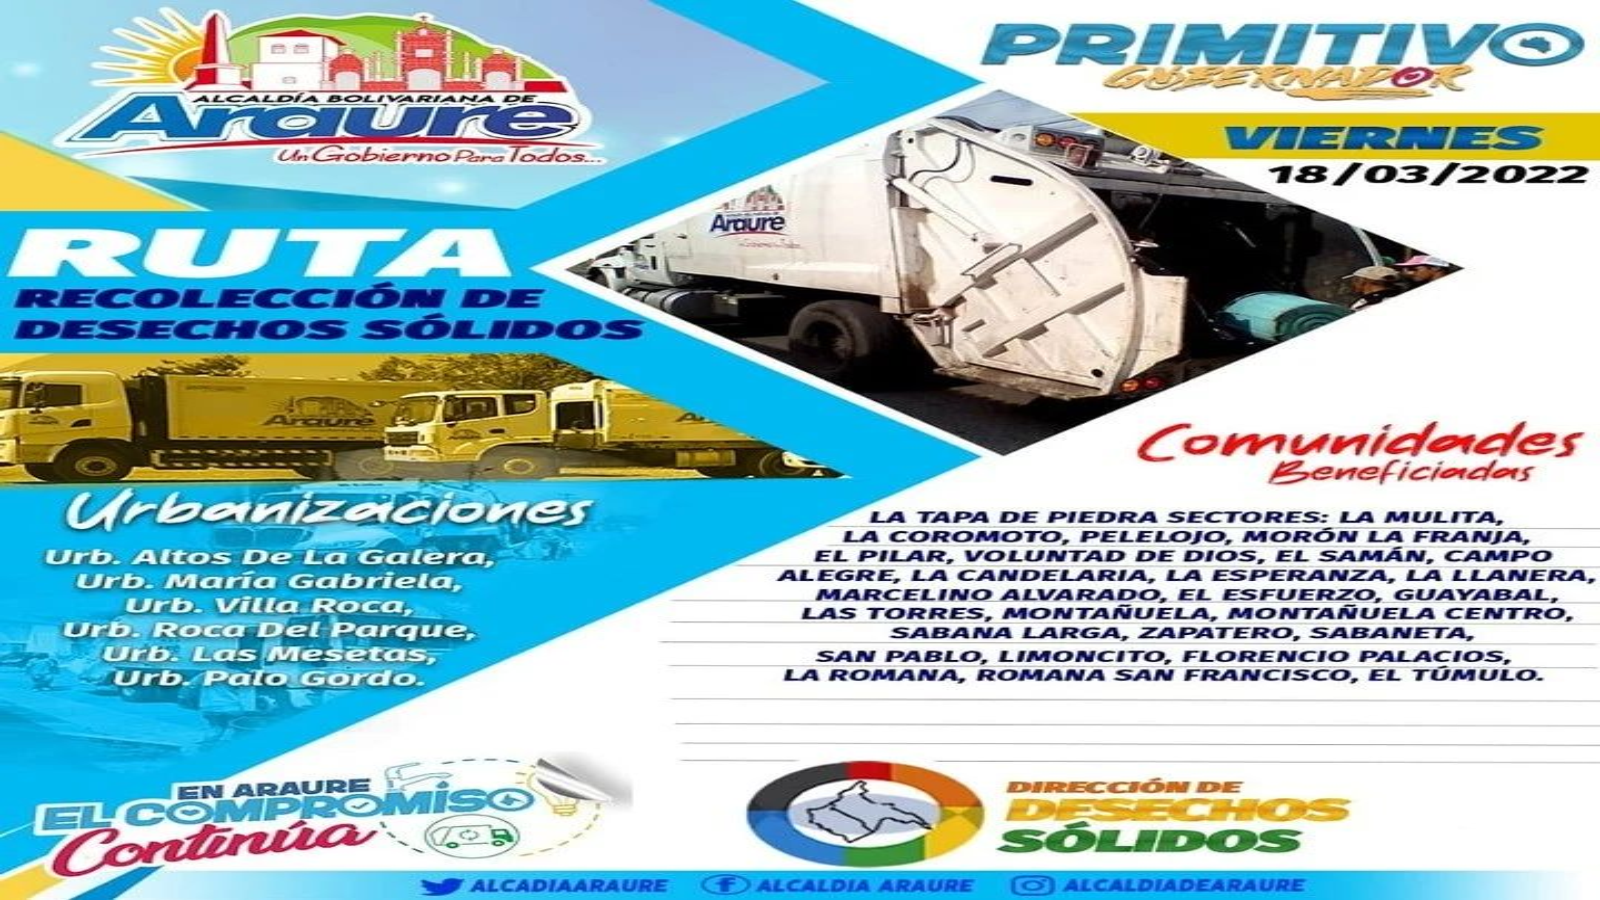 ALCALDÍA BOLIVARIANA DE
Araure
Un Gobierno Para Todos...
PRIMITIVO
GOBERNADOR
VIERNES
18/03/2022
RUTA
RECOLECCIÓN DE
DESECHOS SÓLIDOS
Araure
Araure
Urbanizaciones
Urb. Altos De La Galera,
Urb. María Gabriela,
Urb. Villa Roca,
Urb. Roca Del Parque,
Urb. Las Mesetas,
Urb. Palo Gordo.
Comunidades
Beneficiadas
LA TAPA DE PIEDRA SECTORES: LA MULITA,
LA COROMOTO, PELELOJO, MORÓN LA FRANJA,
EL PILAR, VOLUNTAD DE DIOS, EL SAMÁN, CAMPO
ALEGRE, LA CANDELARIA, LA ESPERANZA, LA LLANERA,
MARCELINO ALVARADO, EL ESFUERZO, GUAYABAL,
LAS TORRES, MONTAÑUELA, MONTAÑUELA CENTRO,
SABANA LARGA, ZAPATERO, SABANETA,
SAN PABLO, LIMONCITO, FLORENCIO PALACIOS,
LA ROMANA, ROMANA SAN FRANCISCO, EL TÚMULO.
EN ARAURE
EL COMPROMISO
Continúa
DIRECCIÓN DE
DESECHOS
SÓLIDOS
ALCADIAARAURE
ALCALDIA ARAURE
ALCALDIADEARAURE